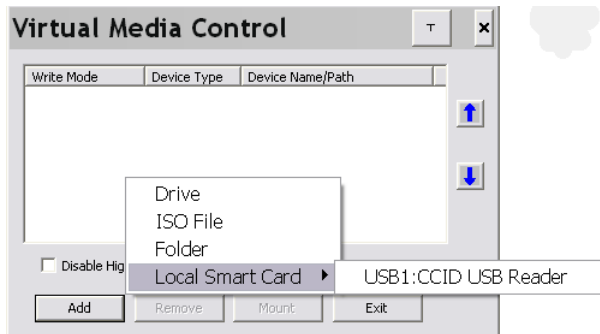 Virtual Media Control
Write Mode Device Type Device Name/Path
Drive
ISO File
Folder
Disable Hig
Local Smart Card USB1:CCID USB Reader
Add Remove Mount Exit